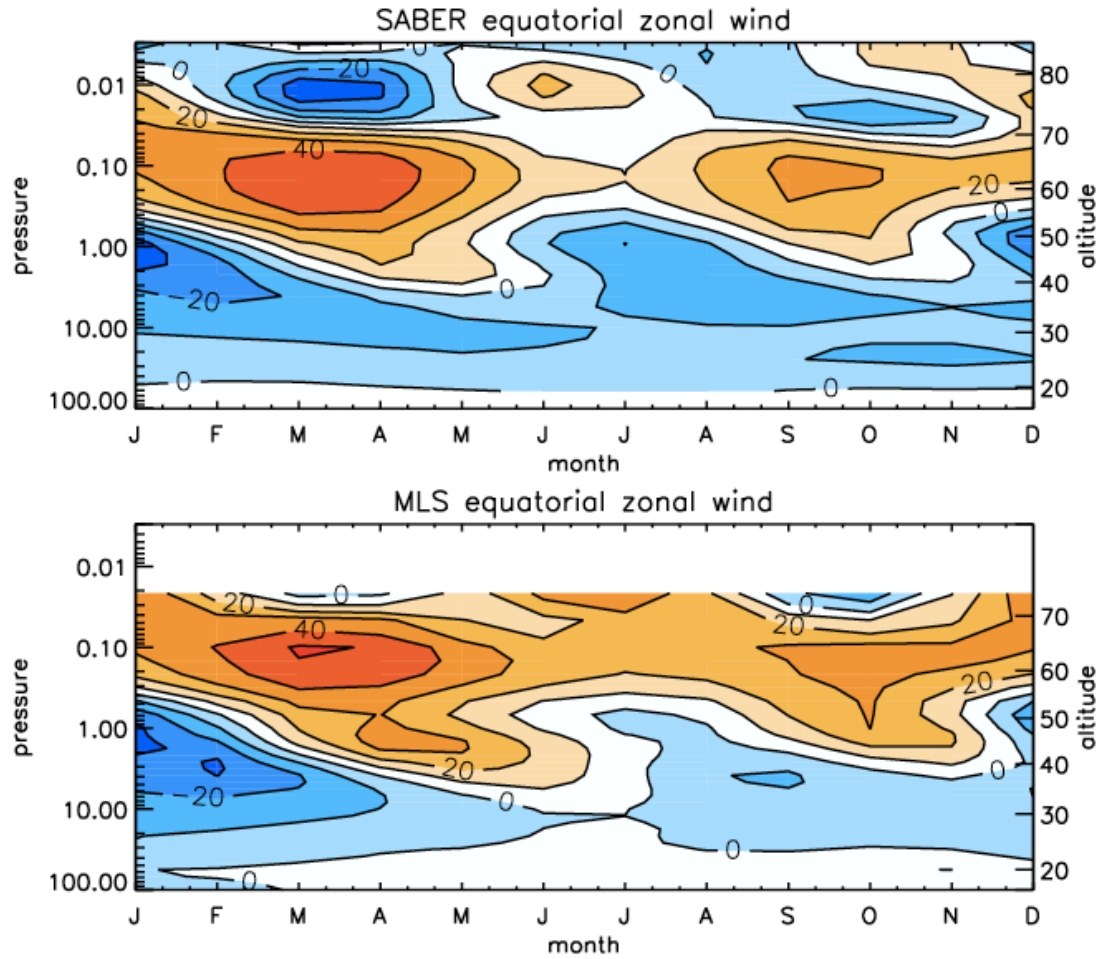 SABER equatorial zonal wind
0 0 −20 0 80
0.01
20 70
40
0.10
20 60
0
1.00 50
0 40
−20
10.00 30
0 0 20
100.00
pressure
altitude
J F M A M J J A S O N D
month
MLS equatorial zonal wind
0.01
20 0 0 70
20
40
0.10 60
20
1.00 50
20 0 40
−20 0
10.00 30
0
0 20
100.00
pressure
altitude
J F M A M J J A S O N D
month